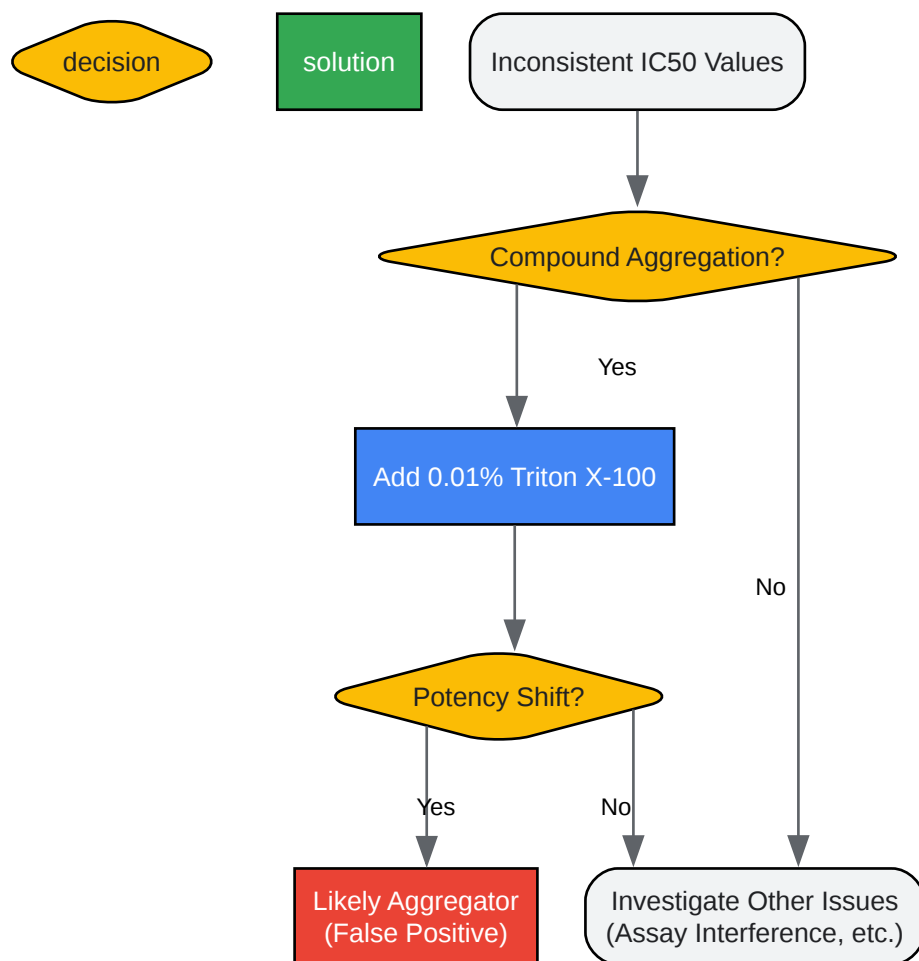 decision
solution
Inconsistent IC50 Values
Compound Aggregation?
Yes
Add 0.01% Triton X-100
No
Potency Shift?
Yes
No
Likely Aggregator
(False Positive)
Investigate Other Issues
(Assay Interference, etc.)